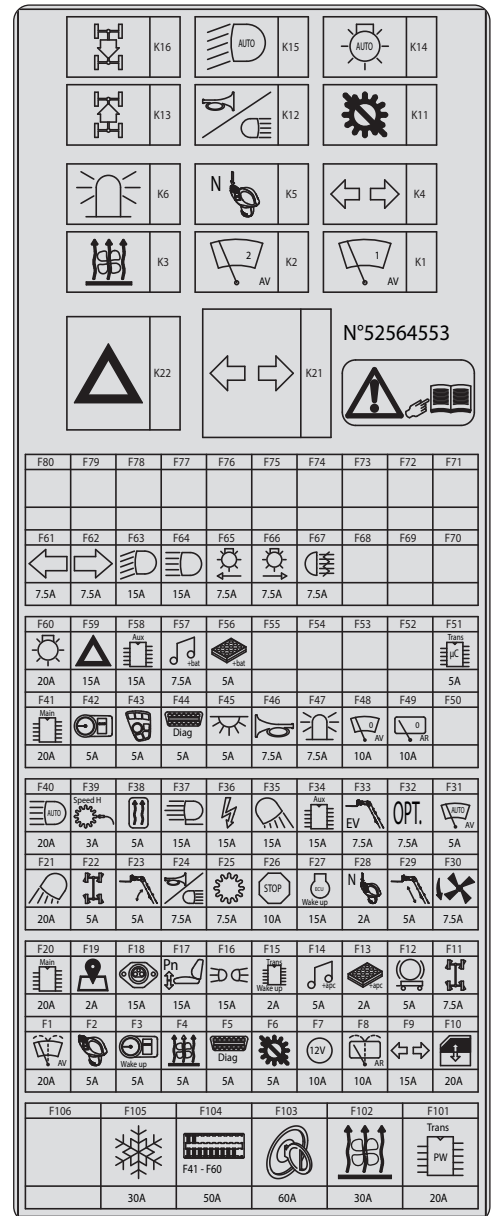 K16 AUTO K15 AUTO K14
K13 K12 K11
K6 N K5 K4
K3 2 AV K2 1 AV K1
K22 K21 N°52564553
F80 F79 F78 F77 F76 F75 F74 F73 F72 F71
F61 F62 F63 F64 F65 F66 F67 F68 F69 F70
7.5A 7.5A 15A 15A 7.5A 7.5A 7.5A
F60 F59 F58 F57 F56 F55 F54 F53 F52 F51
Aux +bat +bat Trans µC
20A 15A 15A 7.5A 5A 5A
F41 F42 F43 F44 F45 F46 F47 F48 F49 F50
Main Diag 0 AV 0 AR
20A 5A 5A 5A 5A 7.5A 7.5A 10A 10A
F40 F39 F38 F37 F36 F35 F34 F33 F32 F31
AUTO Speed H Aux EV OPT. AUTO AV
20A 3A 5A 15A 15A 15A 15A 7.5A 7.5A 5A
F21 F22 F23 F24 F25 F26 F27 F28 F29 F30
STOP ECU Wake up N
20A 5A 5A 7.5A 7.5A 10A 15A 2A 5A 7.5A
F20 F19 F18 F17 F16 F15 F14 F13 F12 F11
Main Pn Trans Wake up +apc +apc
20A 2A 15A 15A 15A 2A 5A 2A 5A 7.5A
F1 F2 F3 F4 F5 F6 F7 F8 F9 F10
AV Wake up Diag 12V AR
20A 5A 5A 5A 5A 5A 10A 10A 15A 20A
F106 F105 F104 F103 F102 F101
F41 - F60 Trans PW
30A 50A 60A 30A 20A